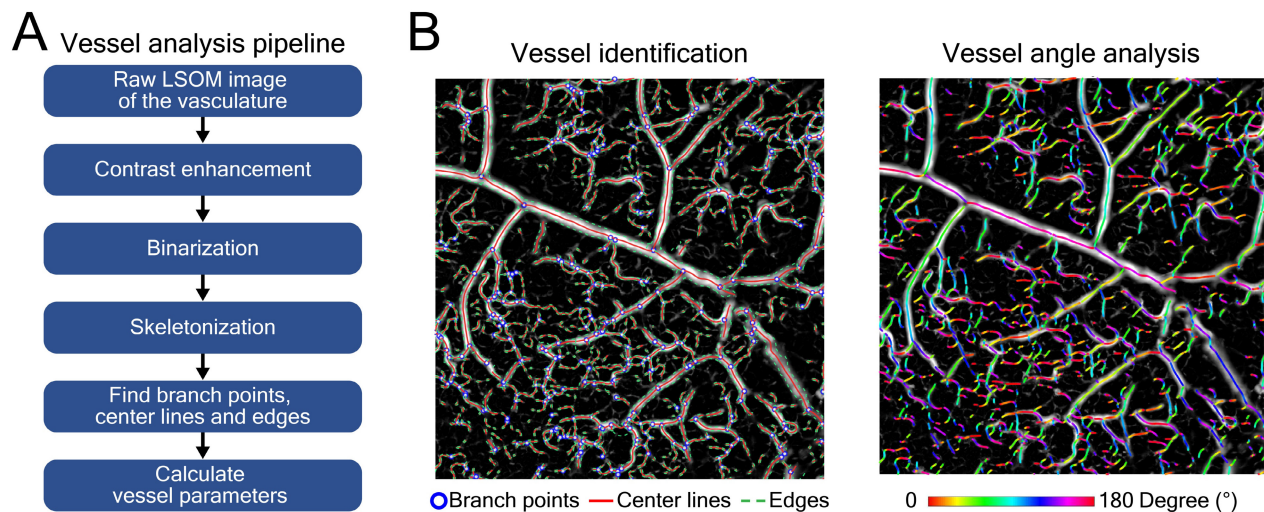 A
Vessel analysis pipeline
Raw LSOM image
of the vasculature
Contrast enhancement
Binarization
Skeletonization
Find branch points,
center lines and edges
Calculate
vessel parameters
B
Vessel identification
Branch points
Center lines
Edges
Vessel angle analysis
0
180 Degree (°)